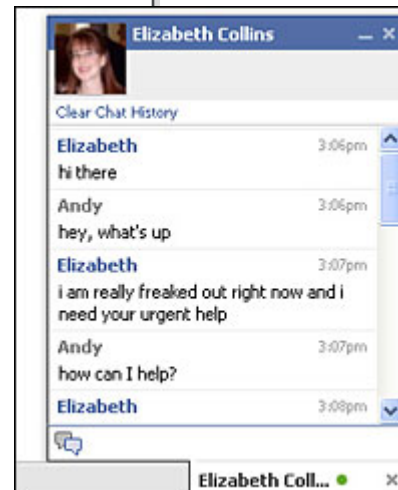 Elizabeth Collins
Clear Chat History
Elizabeth 3:06pm
hi there
Andy 3:06pm
hey, what's up
Elizabeth 3:07pm
i am really freaked out right now and i
need your urgent help
Andy 3:07pm
how can I help?
Elizabeth 3:08pm
Elizabeth Coll...